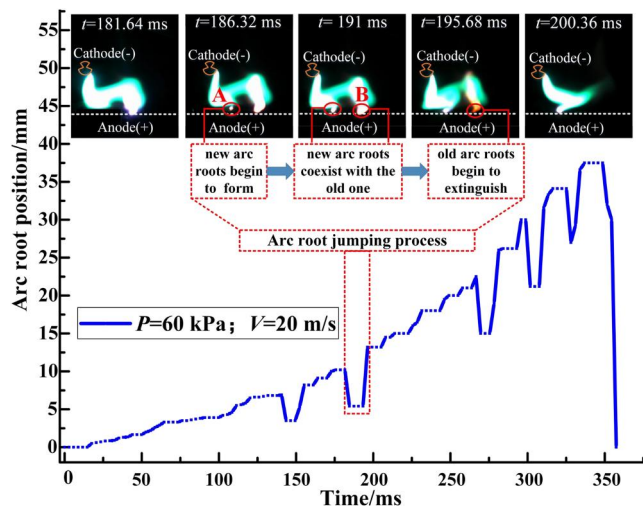 t=181.64 ms
t=186.32 ms
t=191 ms
t=195.68 ms
t=200.36 ms
Cathode(-)
Cathode(-)
Cathode(-)
Cathode(-)
Cathode(-)
A
B
Anode(+)
Anode(+)
Anode(+)
Anode(+)
Anode(+)
new arc
roots begin
to form
new arc roots
coexist with the
old one
old arc roots
begin to
extinguish
Arc root jumping process
P=60 kPa; V=20 m/s
Arc root position/mm
55
50
45
40
35
30
25
20
15
10
5
0
0
50
100
150
200
250
300
350
Time/ms